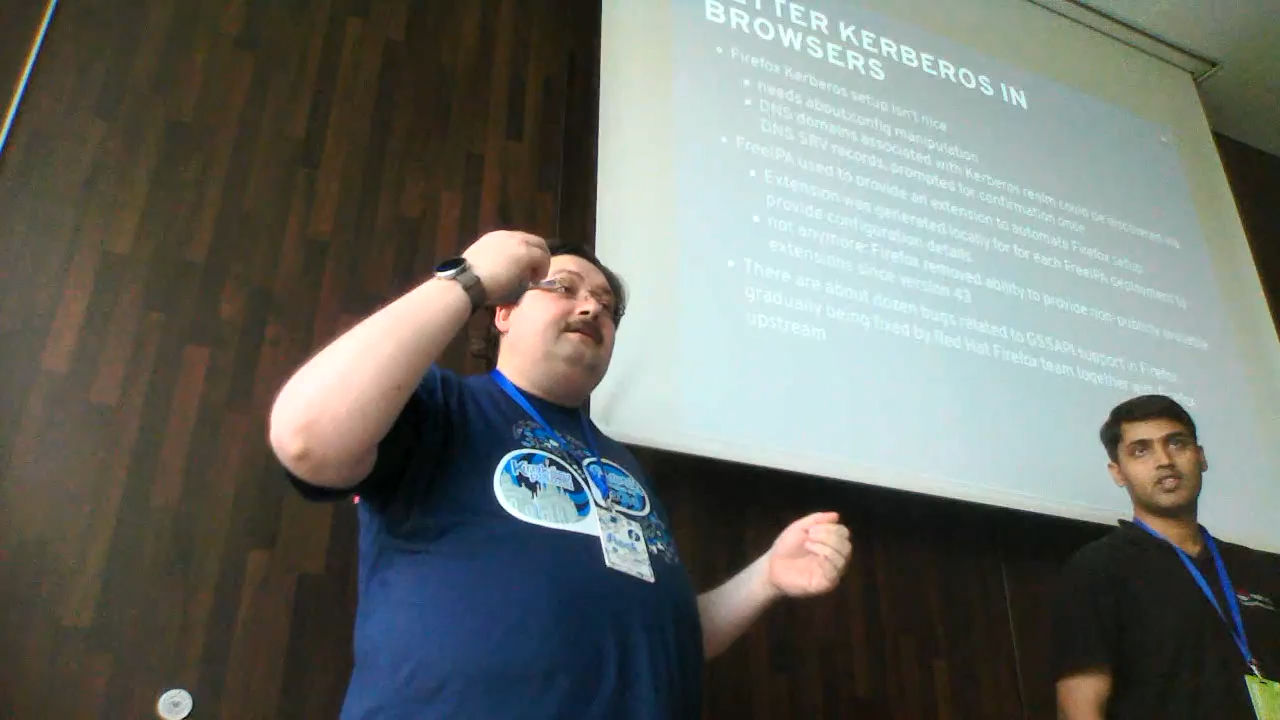 ETTER KERBEROS IN
BROWSERS
• Firefox Kerberos setup isn't nice
• needs about:config manipulation
• DNS domains associated with Kerberos realm could be discovered via
DNS SRV records, prompted for confirmation once
• FreeIPA used to provide an extension to automate Firefox setup
• Extension was generated locally for for each FreeIPA deployment to
provide configuration details
• not anymore: Firefox removed ability to provide non-publicly available
extensions since version 43
• There are about dozen bugs related to GSSAPI support in Firefox
gradually being fixed by Red Hat Firefox team together with Firefox
upstream